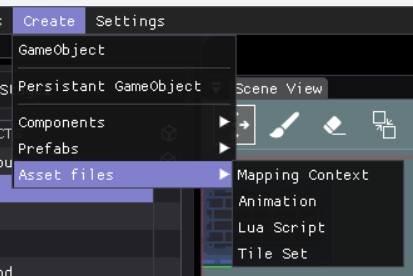 Create Settings
GameObject
Persistant GameObject
Scene View
Components
Prefabs
Asset files
Mapping Context
Animation
Lua Script
Tile Set